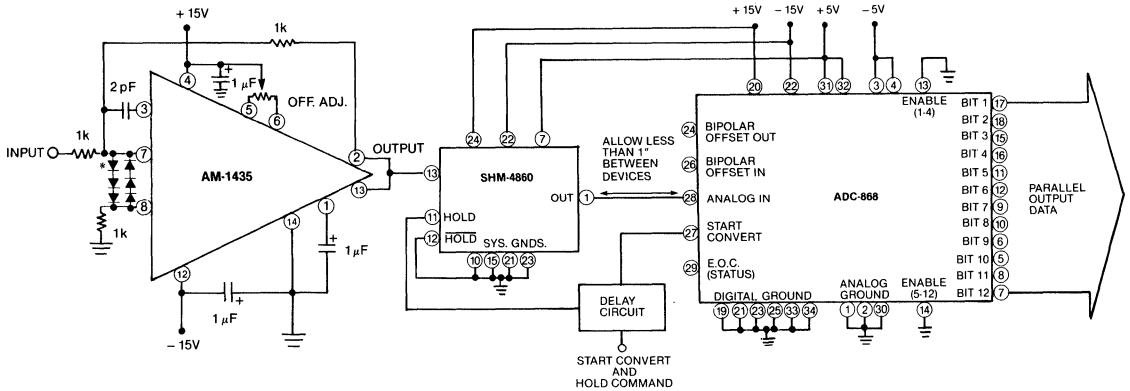 + 15V
1k
4
+
1 µF
2 pF
3
5
6
OFF. ADJ.
1k
INPUT
7
*
AM-1435
2
OUTPUT
13
8
1k
1
14
+
1 µF
12
1 µF
+
- 15V
24
22
7
13
SHM-4860
OUT
1
11
HOLD
12
HOLD
SYS. GNDS.
10
15
21
23
ALLOW LESS
THAN 1"
BETWEEN
DEVICES
DELAY
CIRCUIT
START CONVERT
AND
HOLD COMMAND
+ 15V
- 15V
+ 5V
- 5V
20
22
31
32
3
4
13
ENABLE
(1-4)
24
BIPOLAR
OFFSET OUT
26
BIPOLAR
OFFSET IN
28
ANALOG IN
27
START
CONVERT
29
E.O.C.
(STATUS)
ADC-868
BIT 1
17
BIT 2
18
BIT 3
15
BIT 4
16
BIT 5
11
BIT 6
12
BIT 7
9
BIT 8
10
BIT 9
6
BIT 10
5
BIT 11
8
BIT 12
7
DIGITAL GROUND
19
21
23
25
33
34
ANALOG
GROUND
1
2
30
ENABLE
(5-12)
14
PARALLEL
OUTPUT
DATA